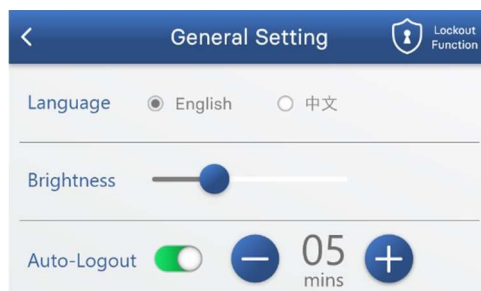 General Setting
Lockout
Function
Language
English
中文
Brightness
Auto-Logout
05
mins